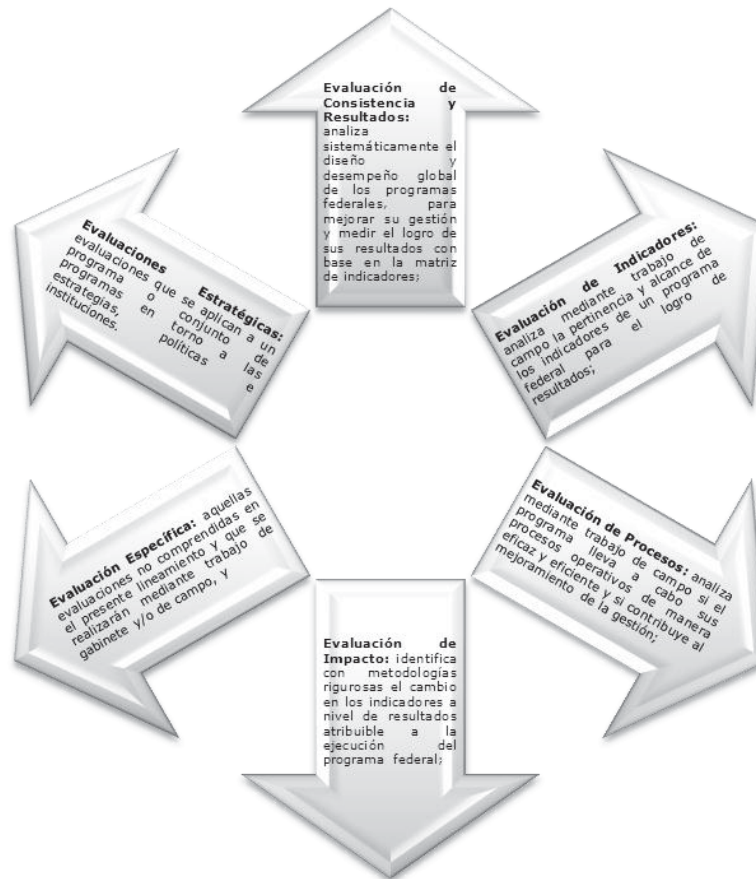 Evaluación de
Consistencia y
Resultados:
analiza
sistemáticamente el
diseño y
desempeño global
de los programas
federales, para
mejorar su gestión
y medir el logro de
sus resultados con
base en la matriz
de indicadores;
Evaluación de Indicadores:
analiza mediante trabajo de
campo la pertinencia y alcance de
los indicadores de un programa
federal para el logro de
resultados;
Evaluación de Procesos: analiza
mediante trabajo de campo si el
programa lleva a cabo sus
procesos operativos de manera
eficaz y eficiente y si contribuye al
mejoramiento de la gestión;
Evaluación de
Impacto: identifica
con metodologías
rigurosas el cambio
en los indicadores a
nivel de resultados
atribuible a la
ejecución del
programa federal;
Evaluación Específica: aquellas
evaluaciones no comprendidas en
el presente lineamiento y que se
realizarán mediante trabajo de
gabinete y/o de campo, y
Evaluaciones Estratégicas:
evaluaciones que se aplican a un
programa o conjunto de
programas en torno a las
estrategias, políticas e
instituciones.